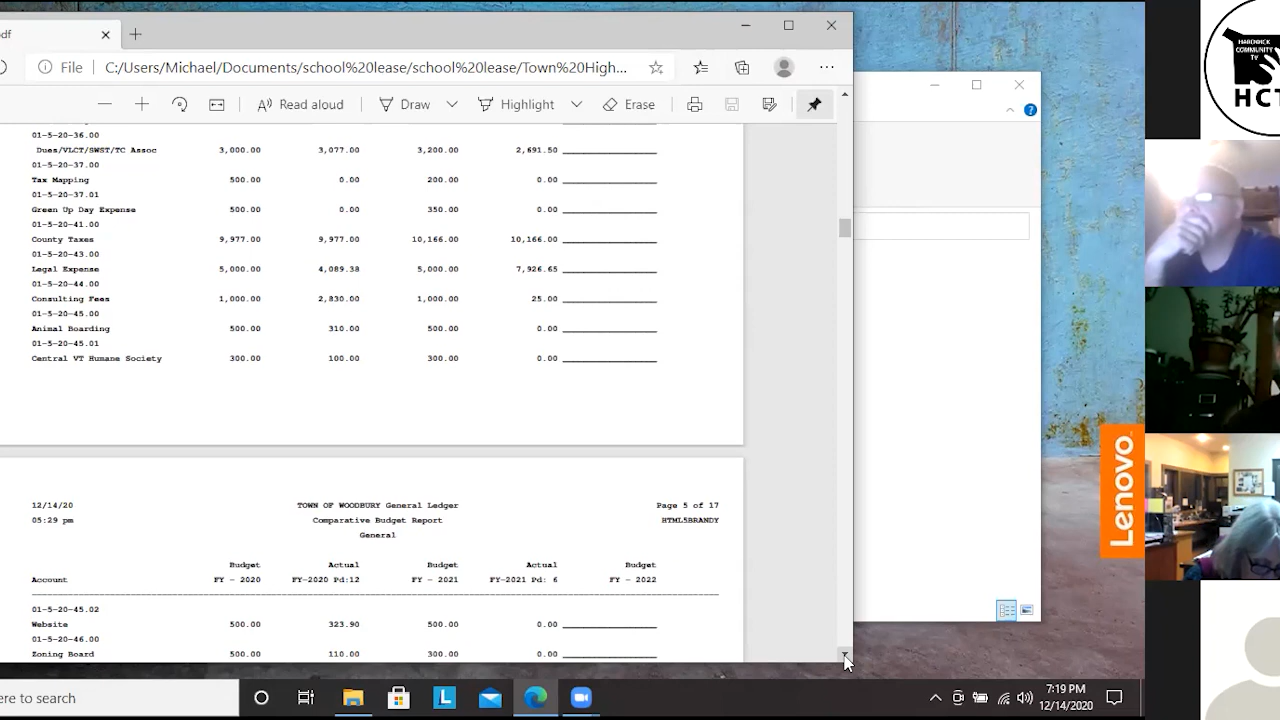 df
File C:/Users/Michael/Documents/school%20lease/school%20lease/Town%20High...
Read aloud Draw Highlight Erase
01-5-20-36.00
Dues/VLCT/SWST/TC Assoc 3,000.00 3,077.00 3,200.00 2,691.50
01-5-20-37.00
Tax Mapping 500.00 0.00 200.00 0.00
01-5-20-37.01
Green Up Day Expense 500.00 0.00 350.00 0.00
01-5-20-41.00
County Taxes 9,977.00 9,977.00 10,166.00 10,166.00
01-5-20-43.00
Legal Expense 5,000.00 4,089.38 5,000.00 7,926.65
01-5-20-44.00
Consulting Fees 1,000.00 2,830.00 1,000.00 25.00
01-5-20-45.00
Animal Boarding 500.00 310.00 500.00 0.00
01-5-20-45.01
Central VT Humane Society 300.00 100.00 300.00 0.00
12/14/20 TOWN OF WOODBURY General Ledger Page 5 of 17
05:29 pm Comparative Budget Report HTML5BRANDY
General
Budget Actual Budget Actual Budget
Account FY - 2020 FY-2020 Pd:12 FY - 2021 FY-2021 Pd: 6 FY - 2022
01-5-20-45.02
Website 500.00 323.90 500.00 0.00
01-5-20-46.00
Zoning Board 500.00 110.00 300.00 0.00
ere to search
L
7:19 PM
12/14/2020
Lenovo
HARDWICK
COMMUNITY
TV
HCT